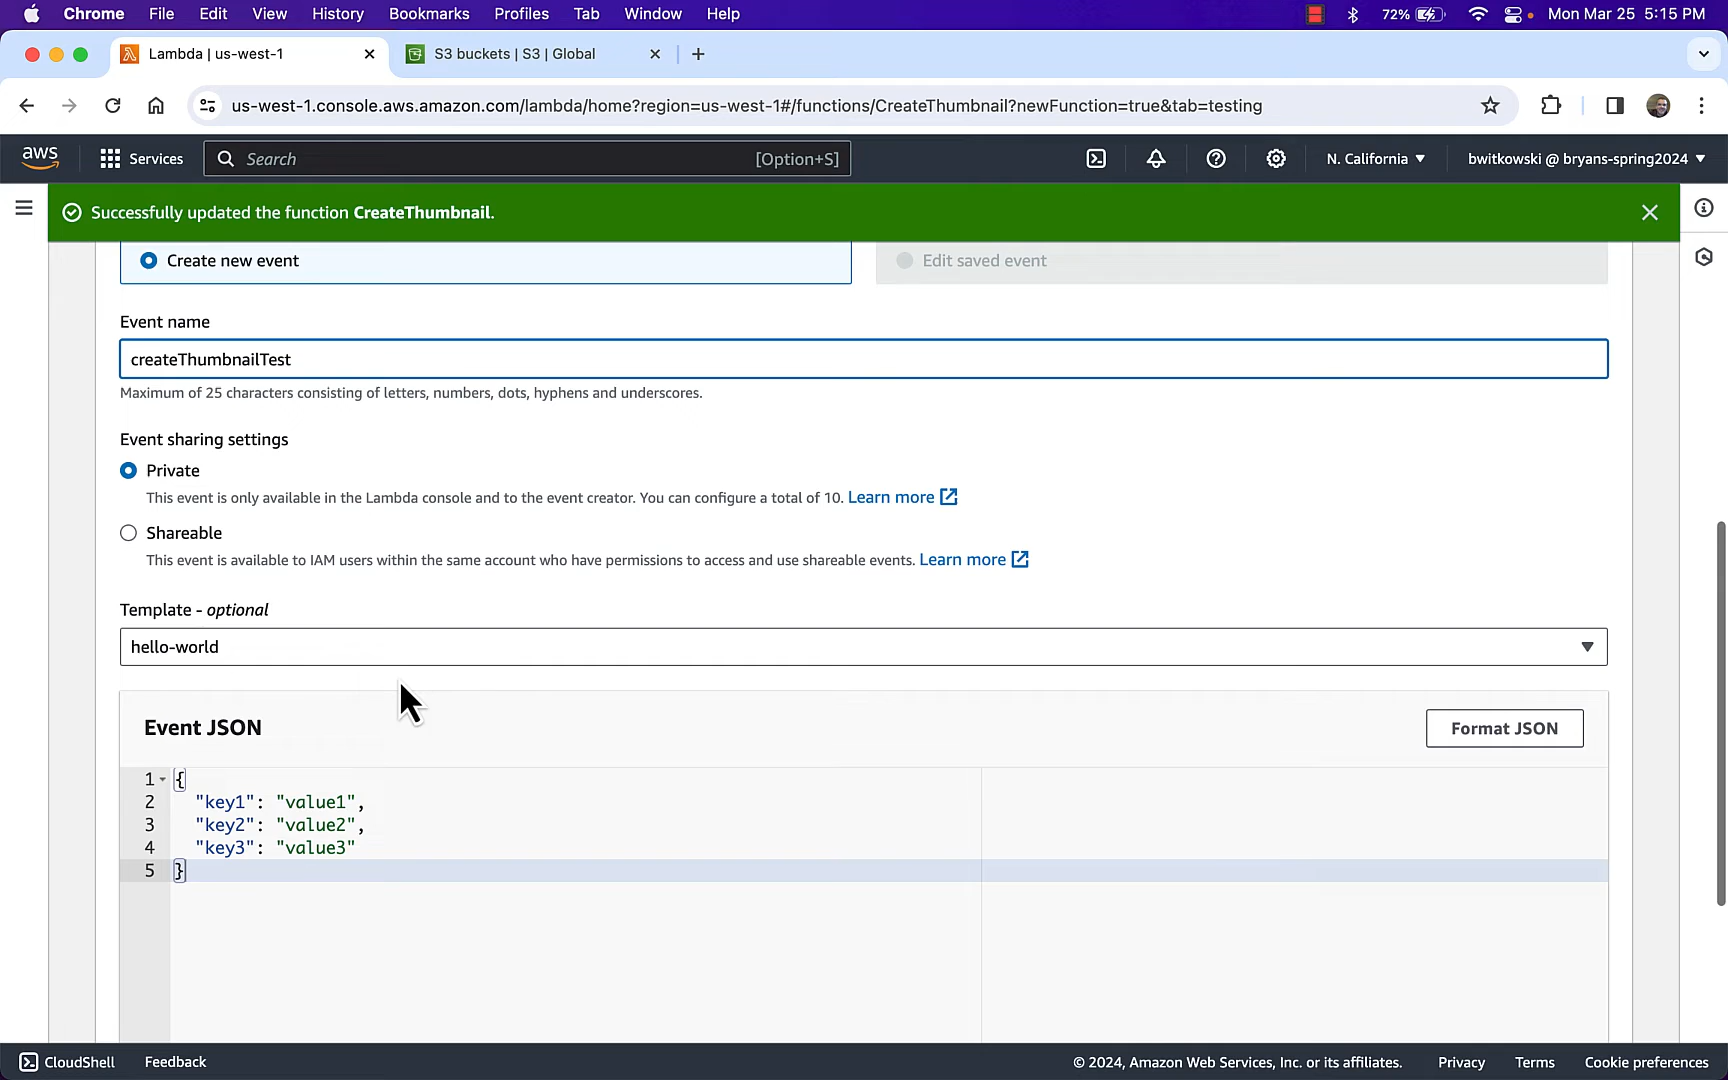 Chrome File Edit View History Bookmarks Profiles Tab Window Help 72% Mon Mar 25 5:15 PM
Lambda | us-west-1 S3 buckets | S3 | Global
us-west-1.console.aws.amazon.com/lambda/home?region=us-west-1#/functions/CreateThumbnail?newFunction=true&tab=testing
aws Services Search [Option+S] N. California bwitkowski @ bryans-spring2024
Successfully updated the function CreateThumbnail.
Create new event Edit saved event
Event name
createThumbnailTest
Maximum of 25 characters consisting of letters, numbers, dots, hyphens and underscores.
Event sharing settings
Private
This event is only available in the Lambda console and to the event creator. You can configure a total of 10. Learn more
Shareable
This event is available to IAM users within the same account who have permissions to access and use shareable events. Learn more
Template - optional
hello-world
Event JSON Format JSON
1 {
2 "key1": "value1",
3 "key2": "value2",
4 "key3": "value3"
5 }
CloudShell Feedback © 2024, Amazon Web Services, Inc. or its affiliates. Privacy Terms Cookie preferences